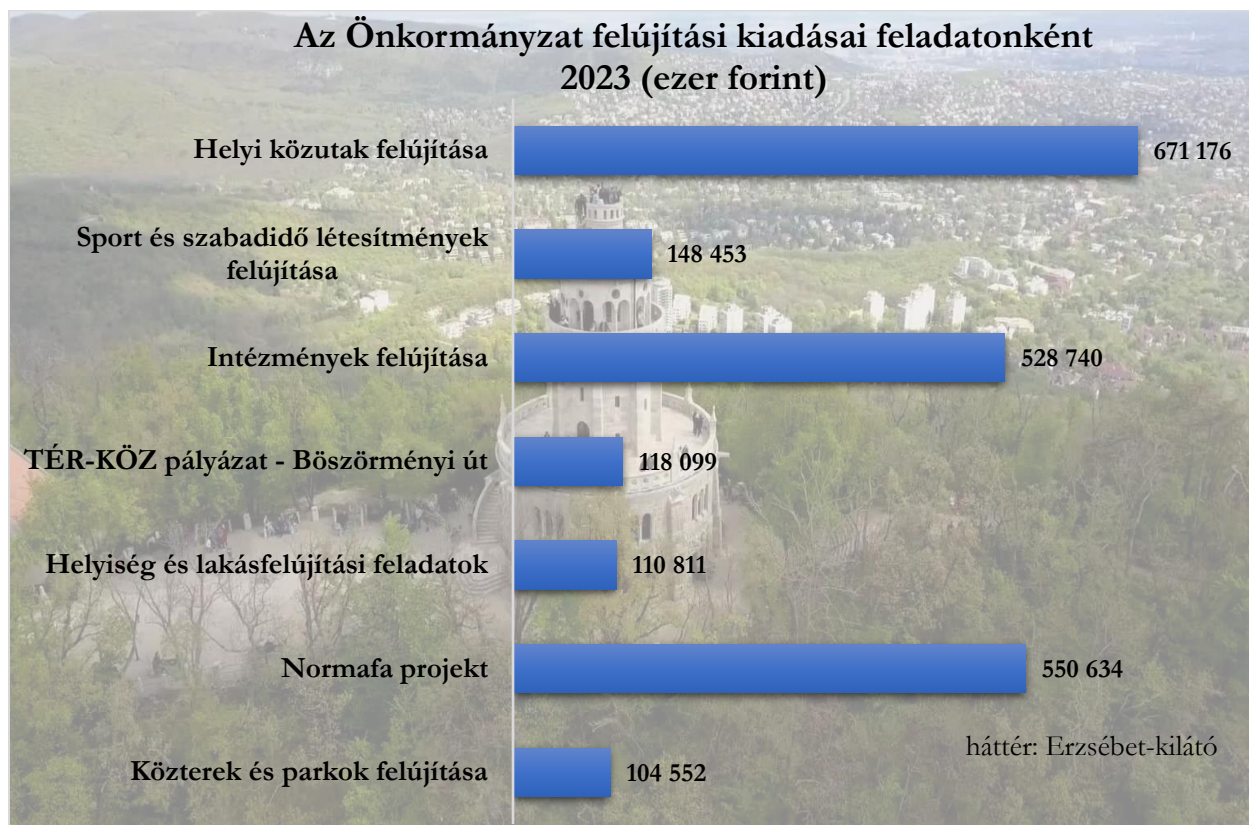 Az Önkormányzat felújítási kiadásai feladatonként
2023 (ezer forint)
Helyi közutak felújítása
671 176
Sport és szabadidő létesítmények
felújítása
148 453
Intézmények felújítása
528 740
TÉR-KÖZ pályázat - Böszörményi út
118 099
Helyiség és lakásfelújítási feladatok
110 811
Normafa projekt
550 634
háttér: Erzsébet-kilátó
Közterek és parkok felújítása
104 552